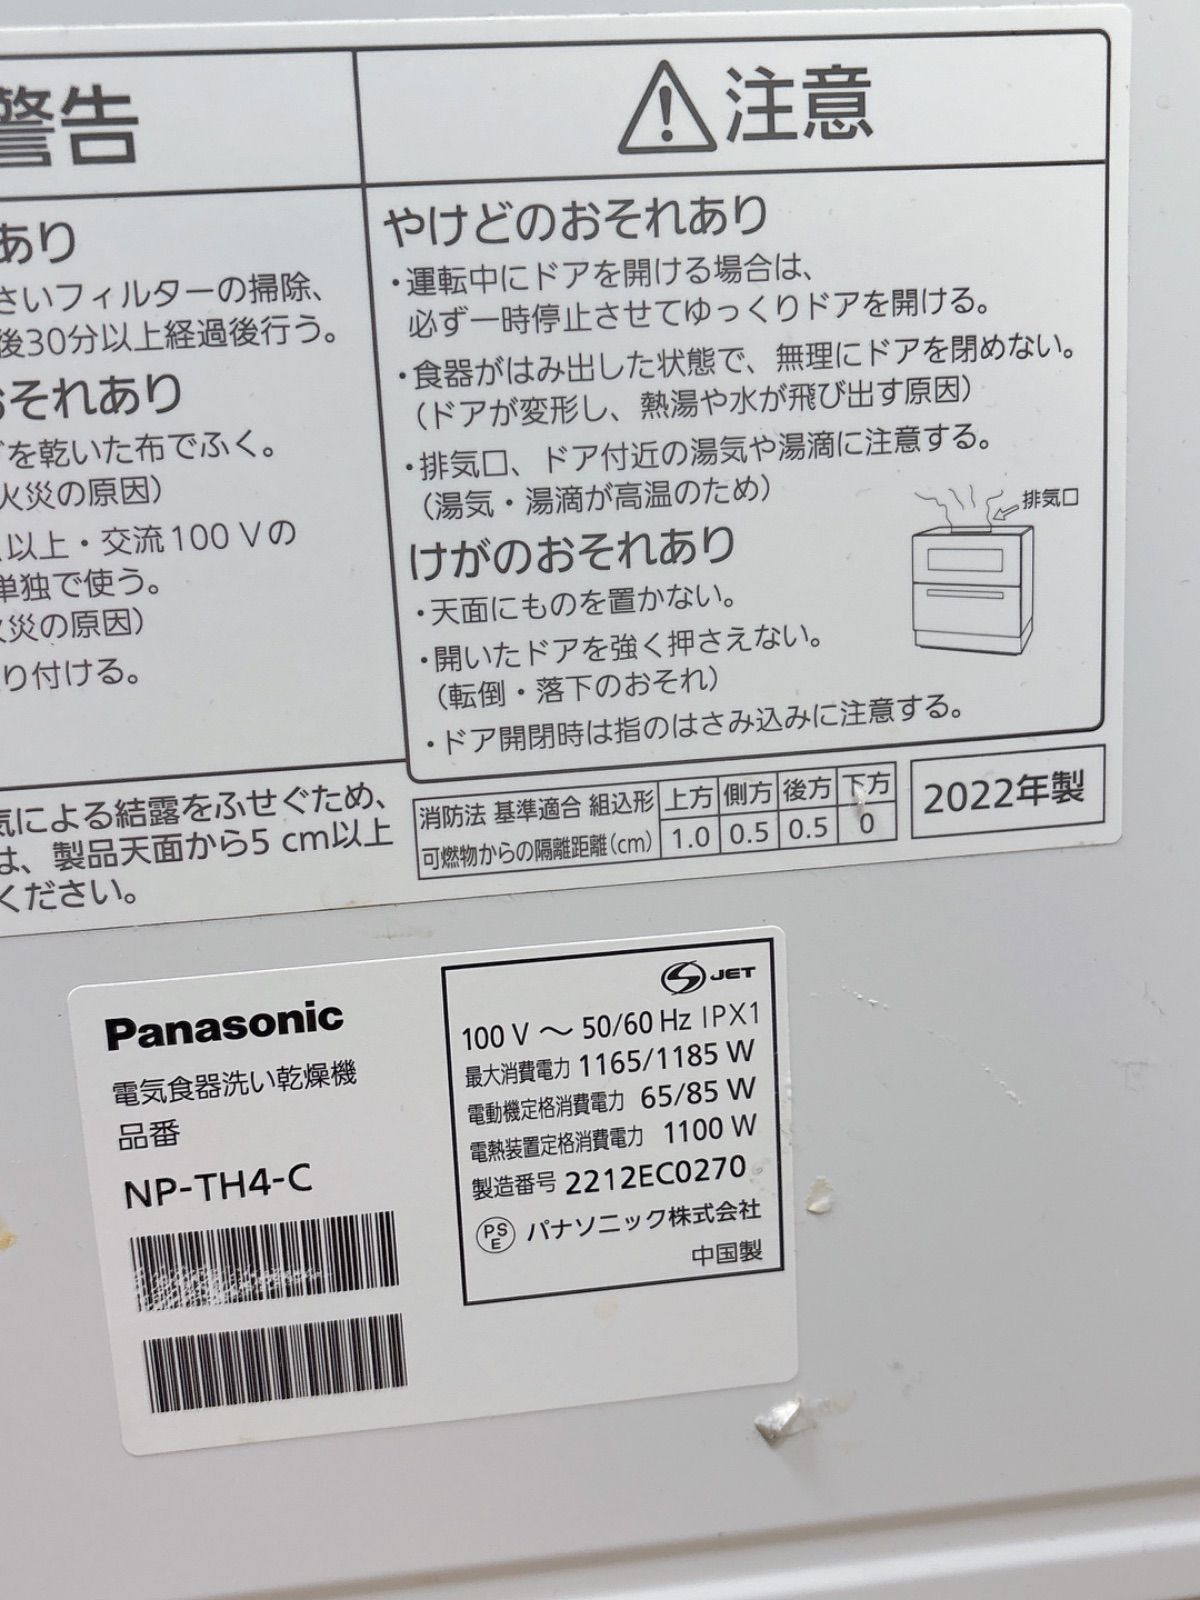 警告
あり
さいフィルターの掃除、
後30分以上経過後行う。
おそれあり
を乾いた布でふく。
火災の原因）
以上・交流100 Vの
単独で使う。
火災の原因）
り付ける。
気による結露をふせぐため、
は、製品天面から5 cm以上
ください。
注意
やけどのおそれあり
・運転中にドアを開ける場合は、
必ず一時停止させてゆっくりドアを開ける。
・食器がはみ出した状態で、無理にドアを閉めない。
（ドアが変形し、熱湯や水が飛び出す原因）
・排気口、ドア付近の湯気や湯滴に注意する。
（湯気・湯滴が高温のため）
排気口
けがのおそれあり
・天面にものを置かない。
・開いたドアを強く押さえない。
（転倒・落下のおそれ）
・ドア開閉時は指のはさみ込みに注意する。
消防法 基準適合 組込形 上方 側方 後方 下方
可燃物からの隔離距離(cm) 1.0 0.5 0.5 0
2022年製
Panasonic
電気食器洗い乾燥機
品番
NP-TH4-C
JET
100 V ～ 50/60 Hz IPX1
最大消費電力 1165/1185 W
電動機定格消費電力 65/85 W
電熱装置定格消費電力 1100 W
製造番号 2212EC0270
PSE パナソニック株式会社
中国製